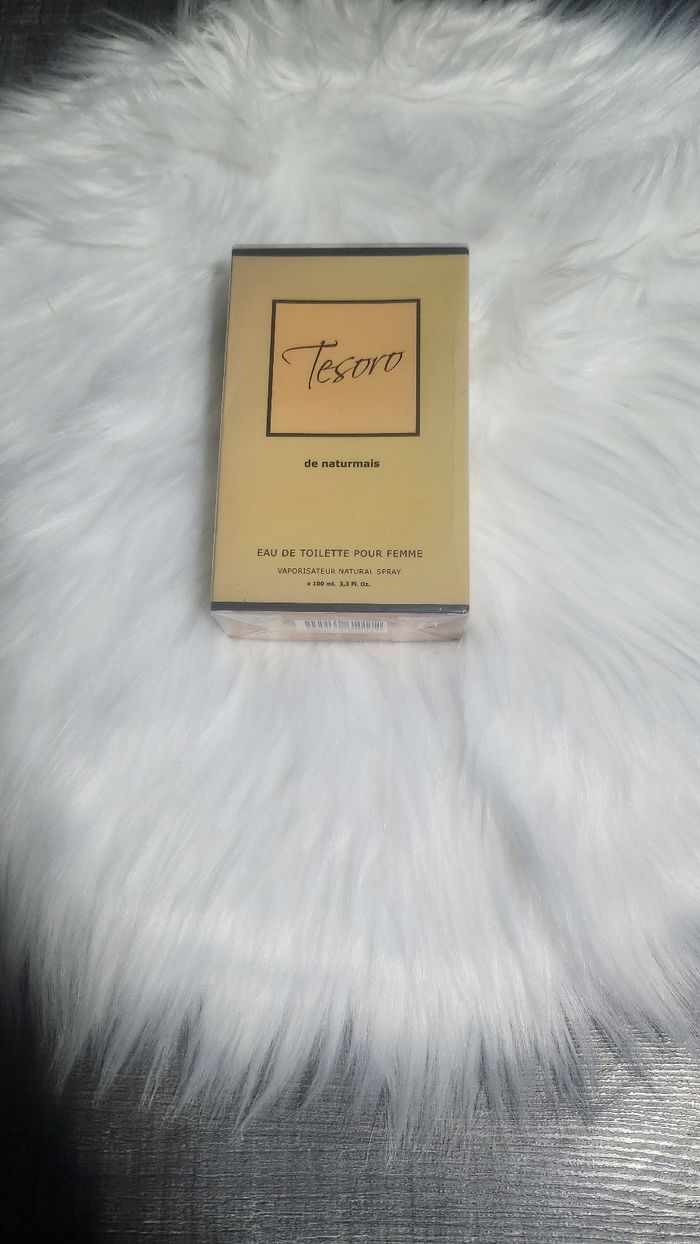 Tesoro
de naturmais
EAU DE TOILETTE POUR FEMME
VAPORISATEUR NATURAL SPRAY
e 100 ml. 3,3 Fl. Oz.